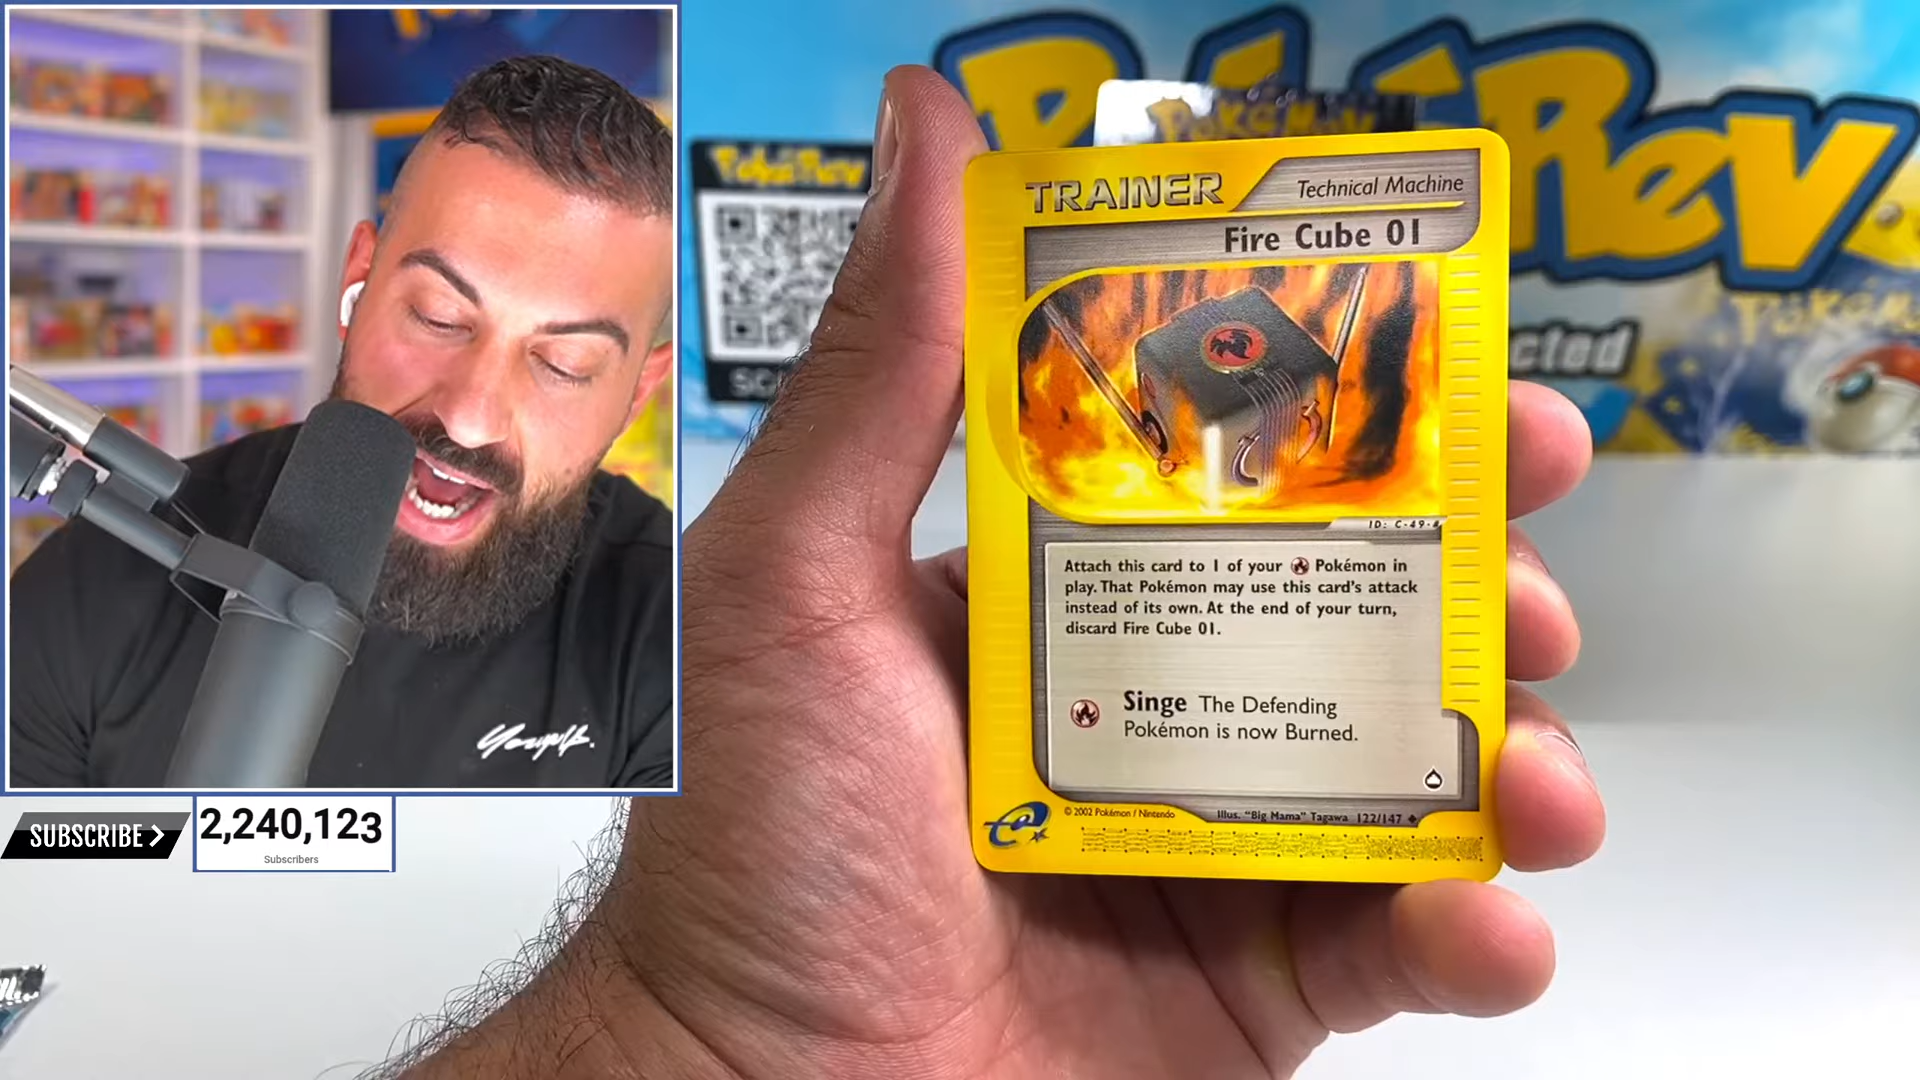 PokéRev
Pokémon
PokéRev
TRAINER
Technical Machine
Fire Cube 01
ID: C-49-#
Attach this card to 1 of your Pokémon in
play. That Pokémon may use this card's attack
instead of its own. At the end of your turn,
discard Fire Cube 01.
Singe The Defending
Pokémon is now Burned.
© 2002 Pokémon / Nintendo
Illus. "Big Mama" Tagawa 122/147
SUBSCRIBE
2,240,123
Subscribers